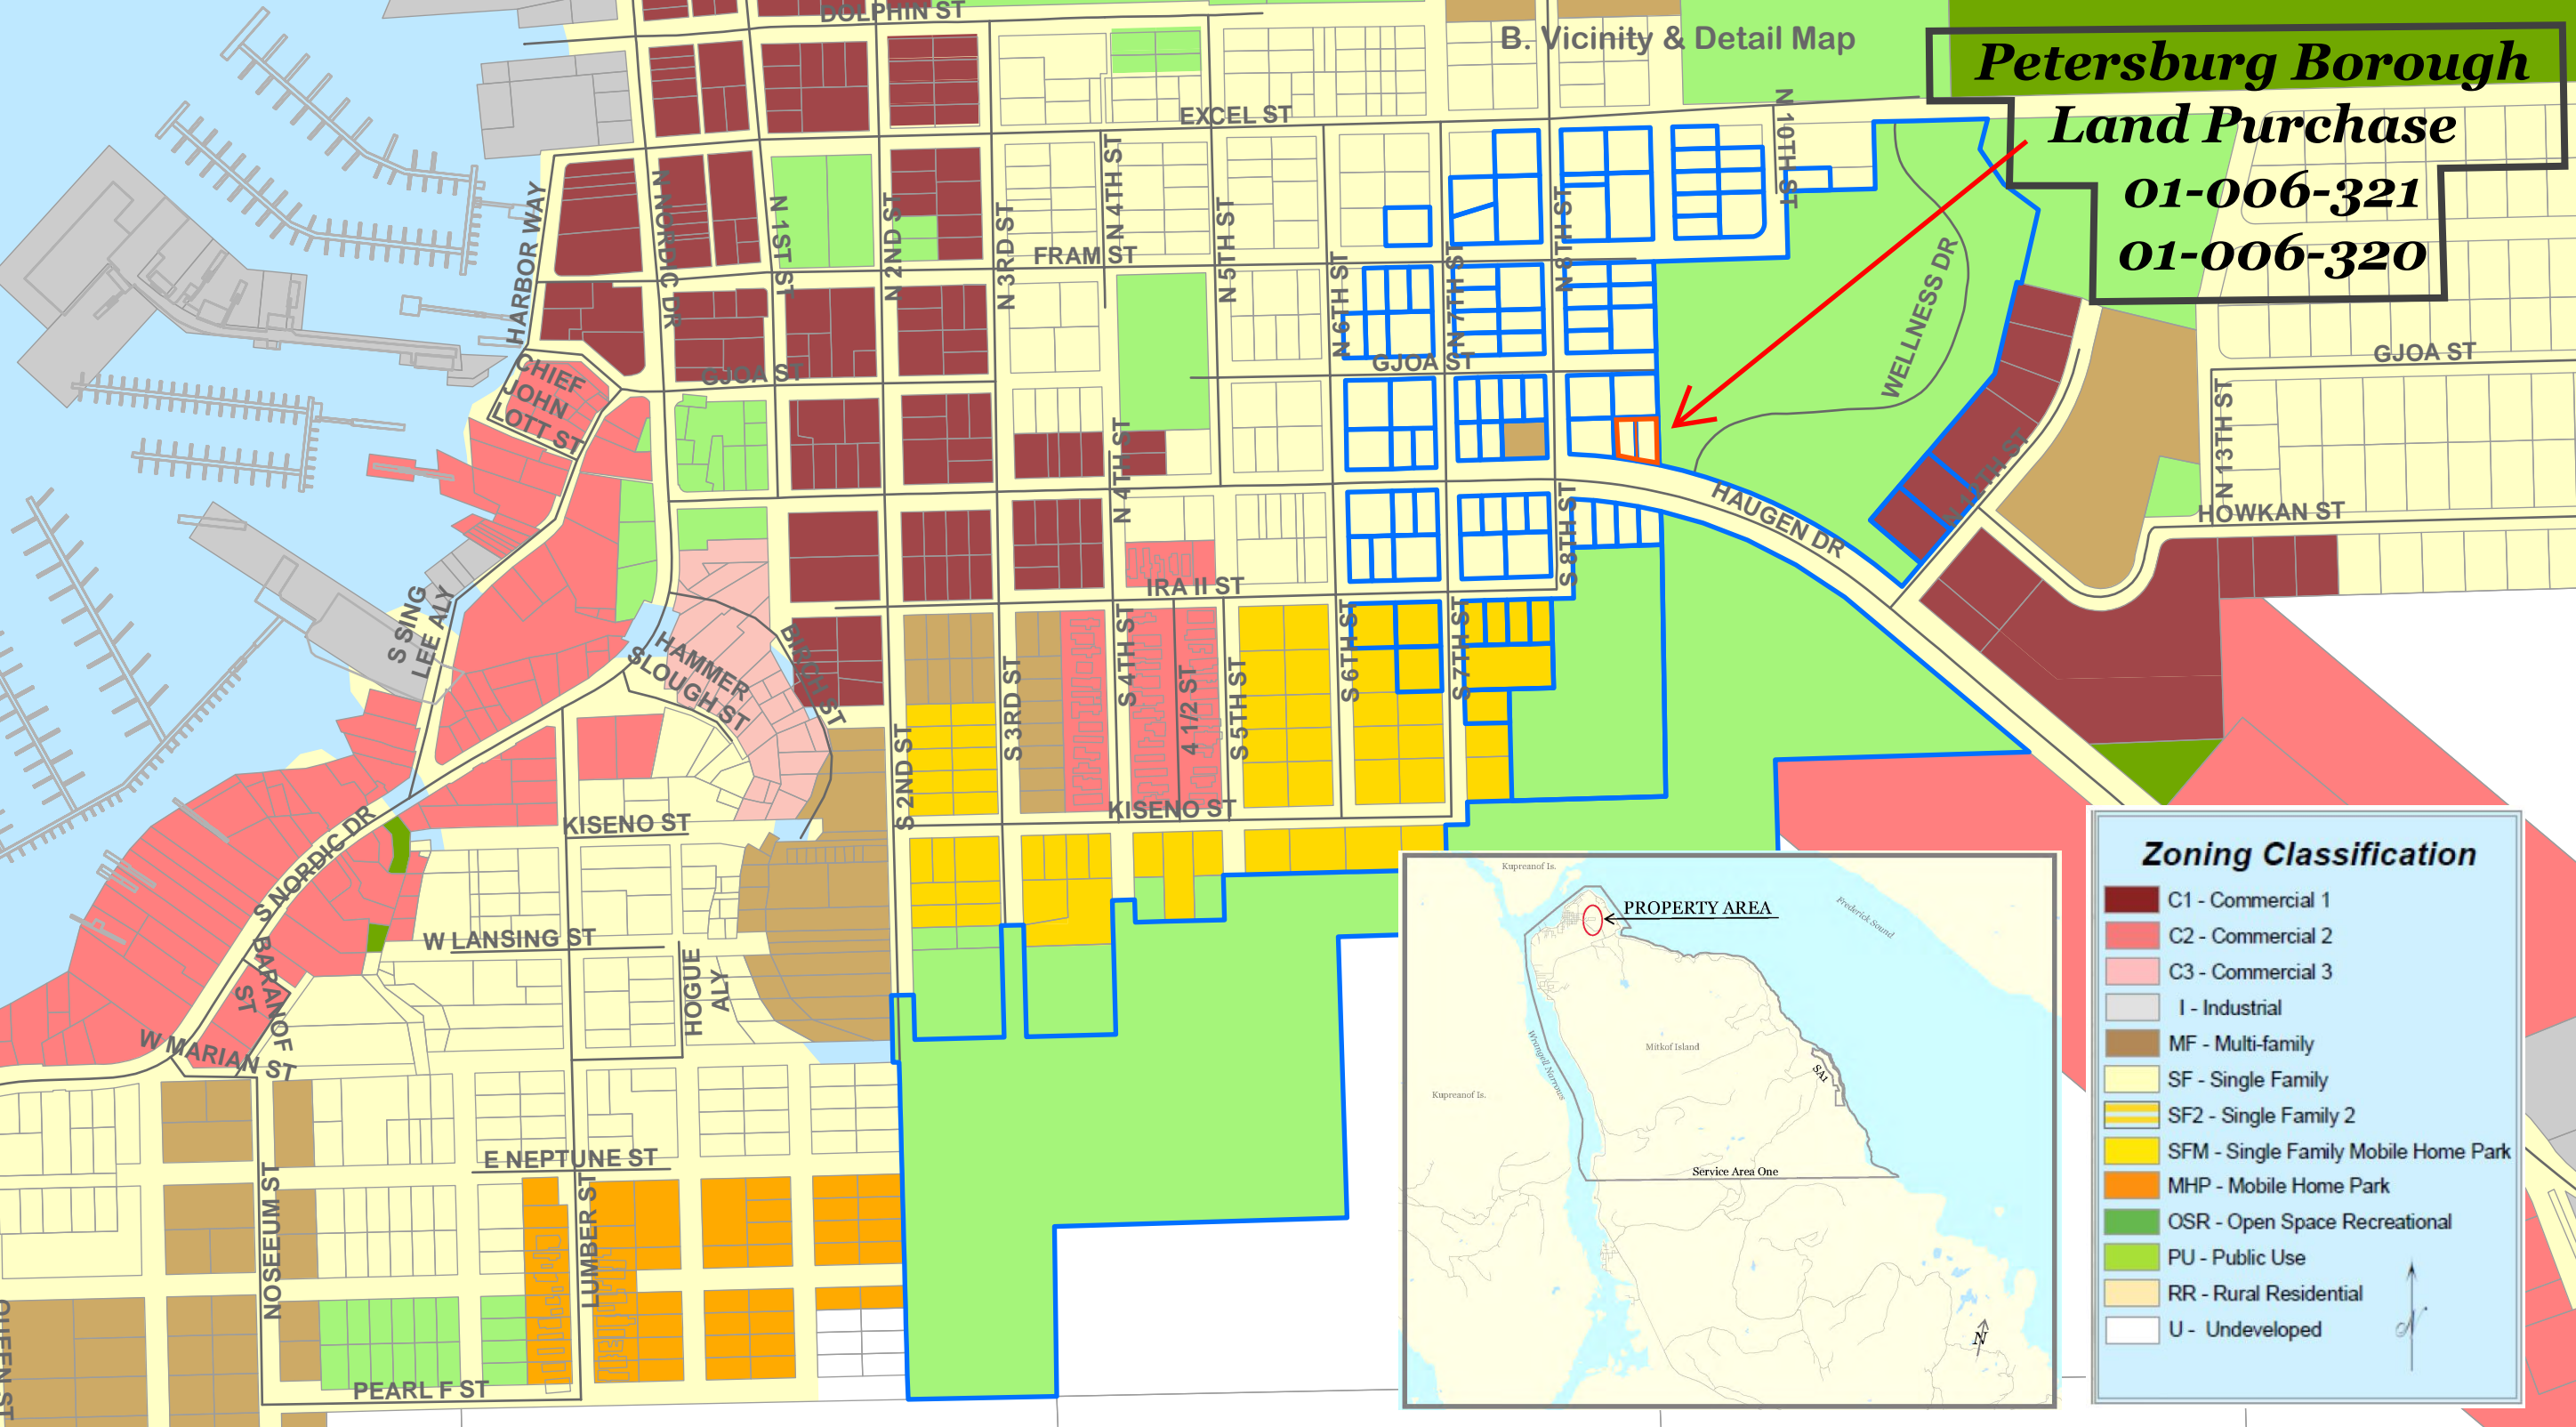 DOLPHIN ST
B. Vicinity & Detail Map
Petersburg Borough
Land Purchase
01-006-321
01-006-320
EXCEL ST
N 10TH ST
HARBOR WAY
N NORDIC DR
N 1ST ST
N 2ND ST
N 3RD ST
N 4TH ST
N 5TH ST
N 6TH ST
N 7TH ST
N 8TH ST
FRAM ST
WELLNESS DR
CHIEF
JOHN
LOTT ST
GJOA ST
GJOA ST
GJOA ST
N 4TH ST
N 13TH ST
HAUGEN DR
HOWKAN ST
S SING
LEE ALY
IRA II ST
S 8TH ST
HAMMER
SLOUGH ST
BIRCH ST
S 2ND ST
S 3RD ST
S 4TH ST
4 1/2 ST
S 5TH ST
S 6TH ST
S 7TH ST
S NORDIC DR
KISENO ST
KISENO ST
W LANSING ST
HOGUE
ALY
BARANOF
ST
W MARIAN ST
E NEPTUNE ST
NOSEEUM ST
LUMBER ST
PEARL F ST
QUEEN ST
Kupreanof Is.
PROPERTY AREA
Frederick Sound
Wrangell Narrows
Mitkof Island
SA1
Kupreanof Is.
Service Area One
N
Zoning Classification
C1 - Commercial 1
C2 - Commercial 2
C3 - Commercial 3
I - Industrial
MF - Multi-family
SF - Single Family
SF2 - Single Family 2
SFM - Single Family Mobile Home Park
MHP - Mobile Home Park
OSR - Open Space Recreational
PU - Public Use
RR - Rural Residential
U - Undeveloped
N